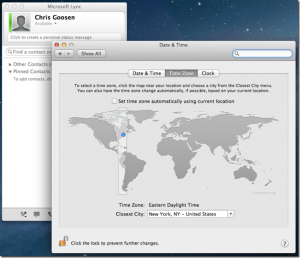 Microsoft Lync
Chris Goosen
Available
Click to create a personal status message
Find a contact or
Other Contacts
Pinned Contacts
To add contacts, dr
Date & Time
Show All
Date & Time
Time Zone
Clock
To select a time zone, click the map near your location and choose a city from the Closest City menu.
You can also have the time zone change automatically, if possible, based on your current location.
Set time zone automatically using current location
Time Zone: Eastern Daylight Time
Closest City: New York, NY - United States
Click the lock to prevent further changes.
?